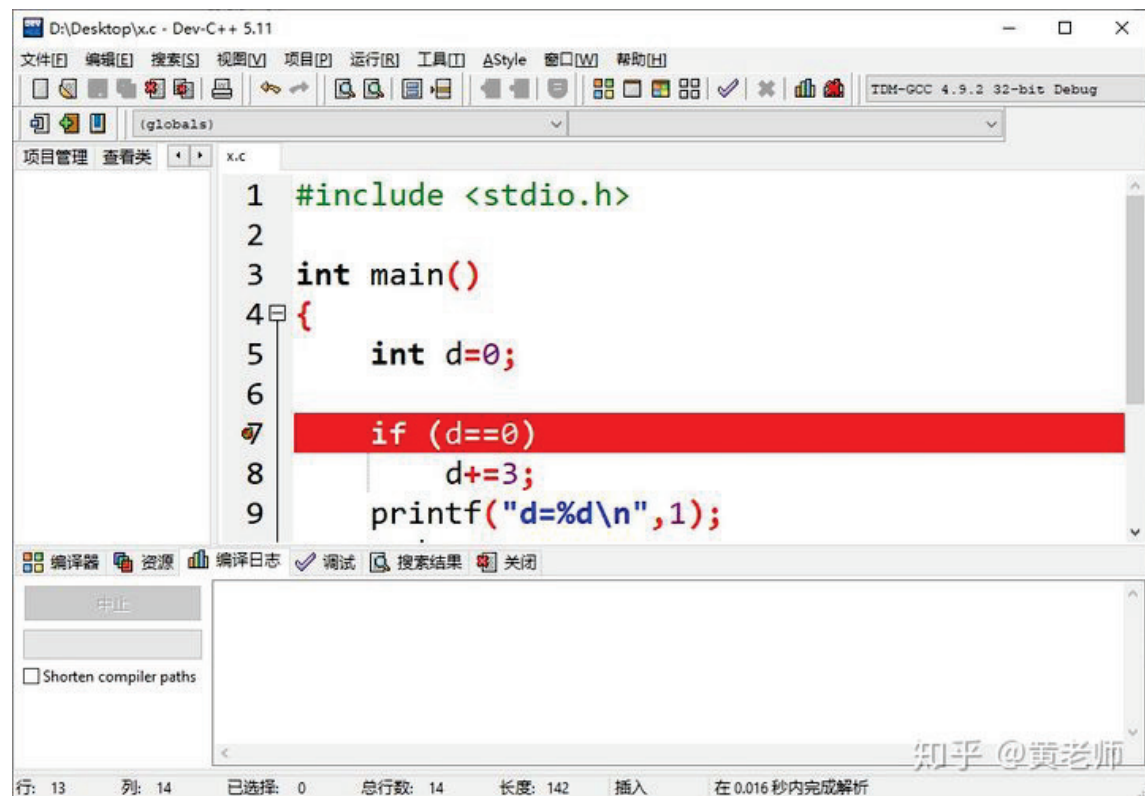 D:\Desktop\x.c - Dev-C++ 5.11
文件[F] 编辑[E] 搜索[S] 视图[V] 项目[P] 运行[R] 工具[T] AStyle 窗口[W] 帮助[H]
TDM-GCC 4.9.2 32-bit Debug
(globals)
项目管理 查看类 x.c
1 #include <stdio.h>
2
3 int main()
4 {
5 int d=0;
6
7 if (d==0)
8 d+=3;
9 printf("d=%d\n",1);
编译器 资源 编译日志 调试 搜索结果 关闭
中止
Shorten compiler paths
知乎 @黄老师
行: 13 列: 14 已选择: 0 总行数: 14 长度: 142 插入 在 0.016 秒内完成解析